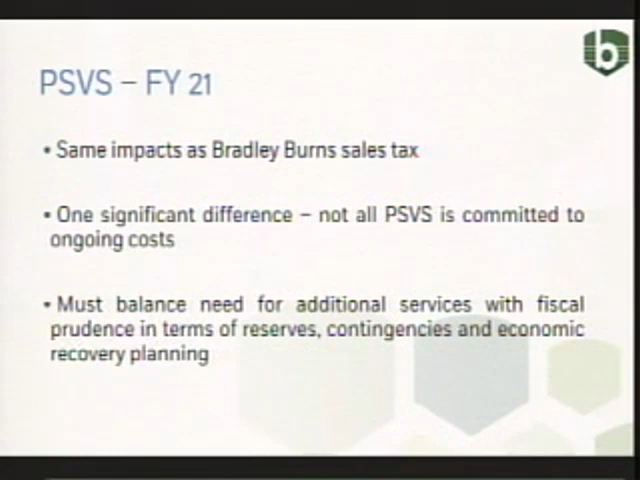 b
PSVS – FY 21
• Same impacts as Bradley Burns sales tax
• One significant difference – not all PSVS is committed to
ongoing costs
• Must balance need for additional services with fiscal
prudence in terms of reserves, contingencies and economic
recovery planning